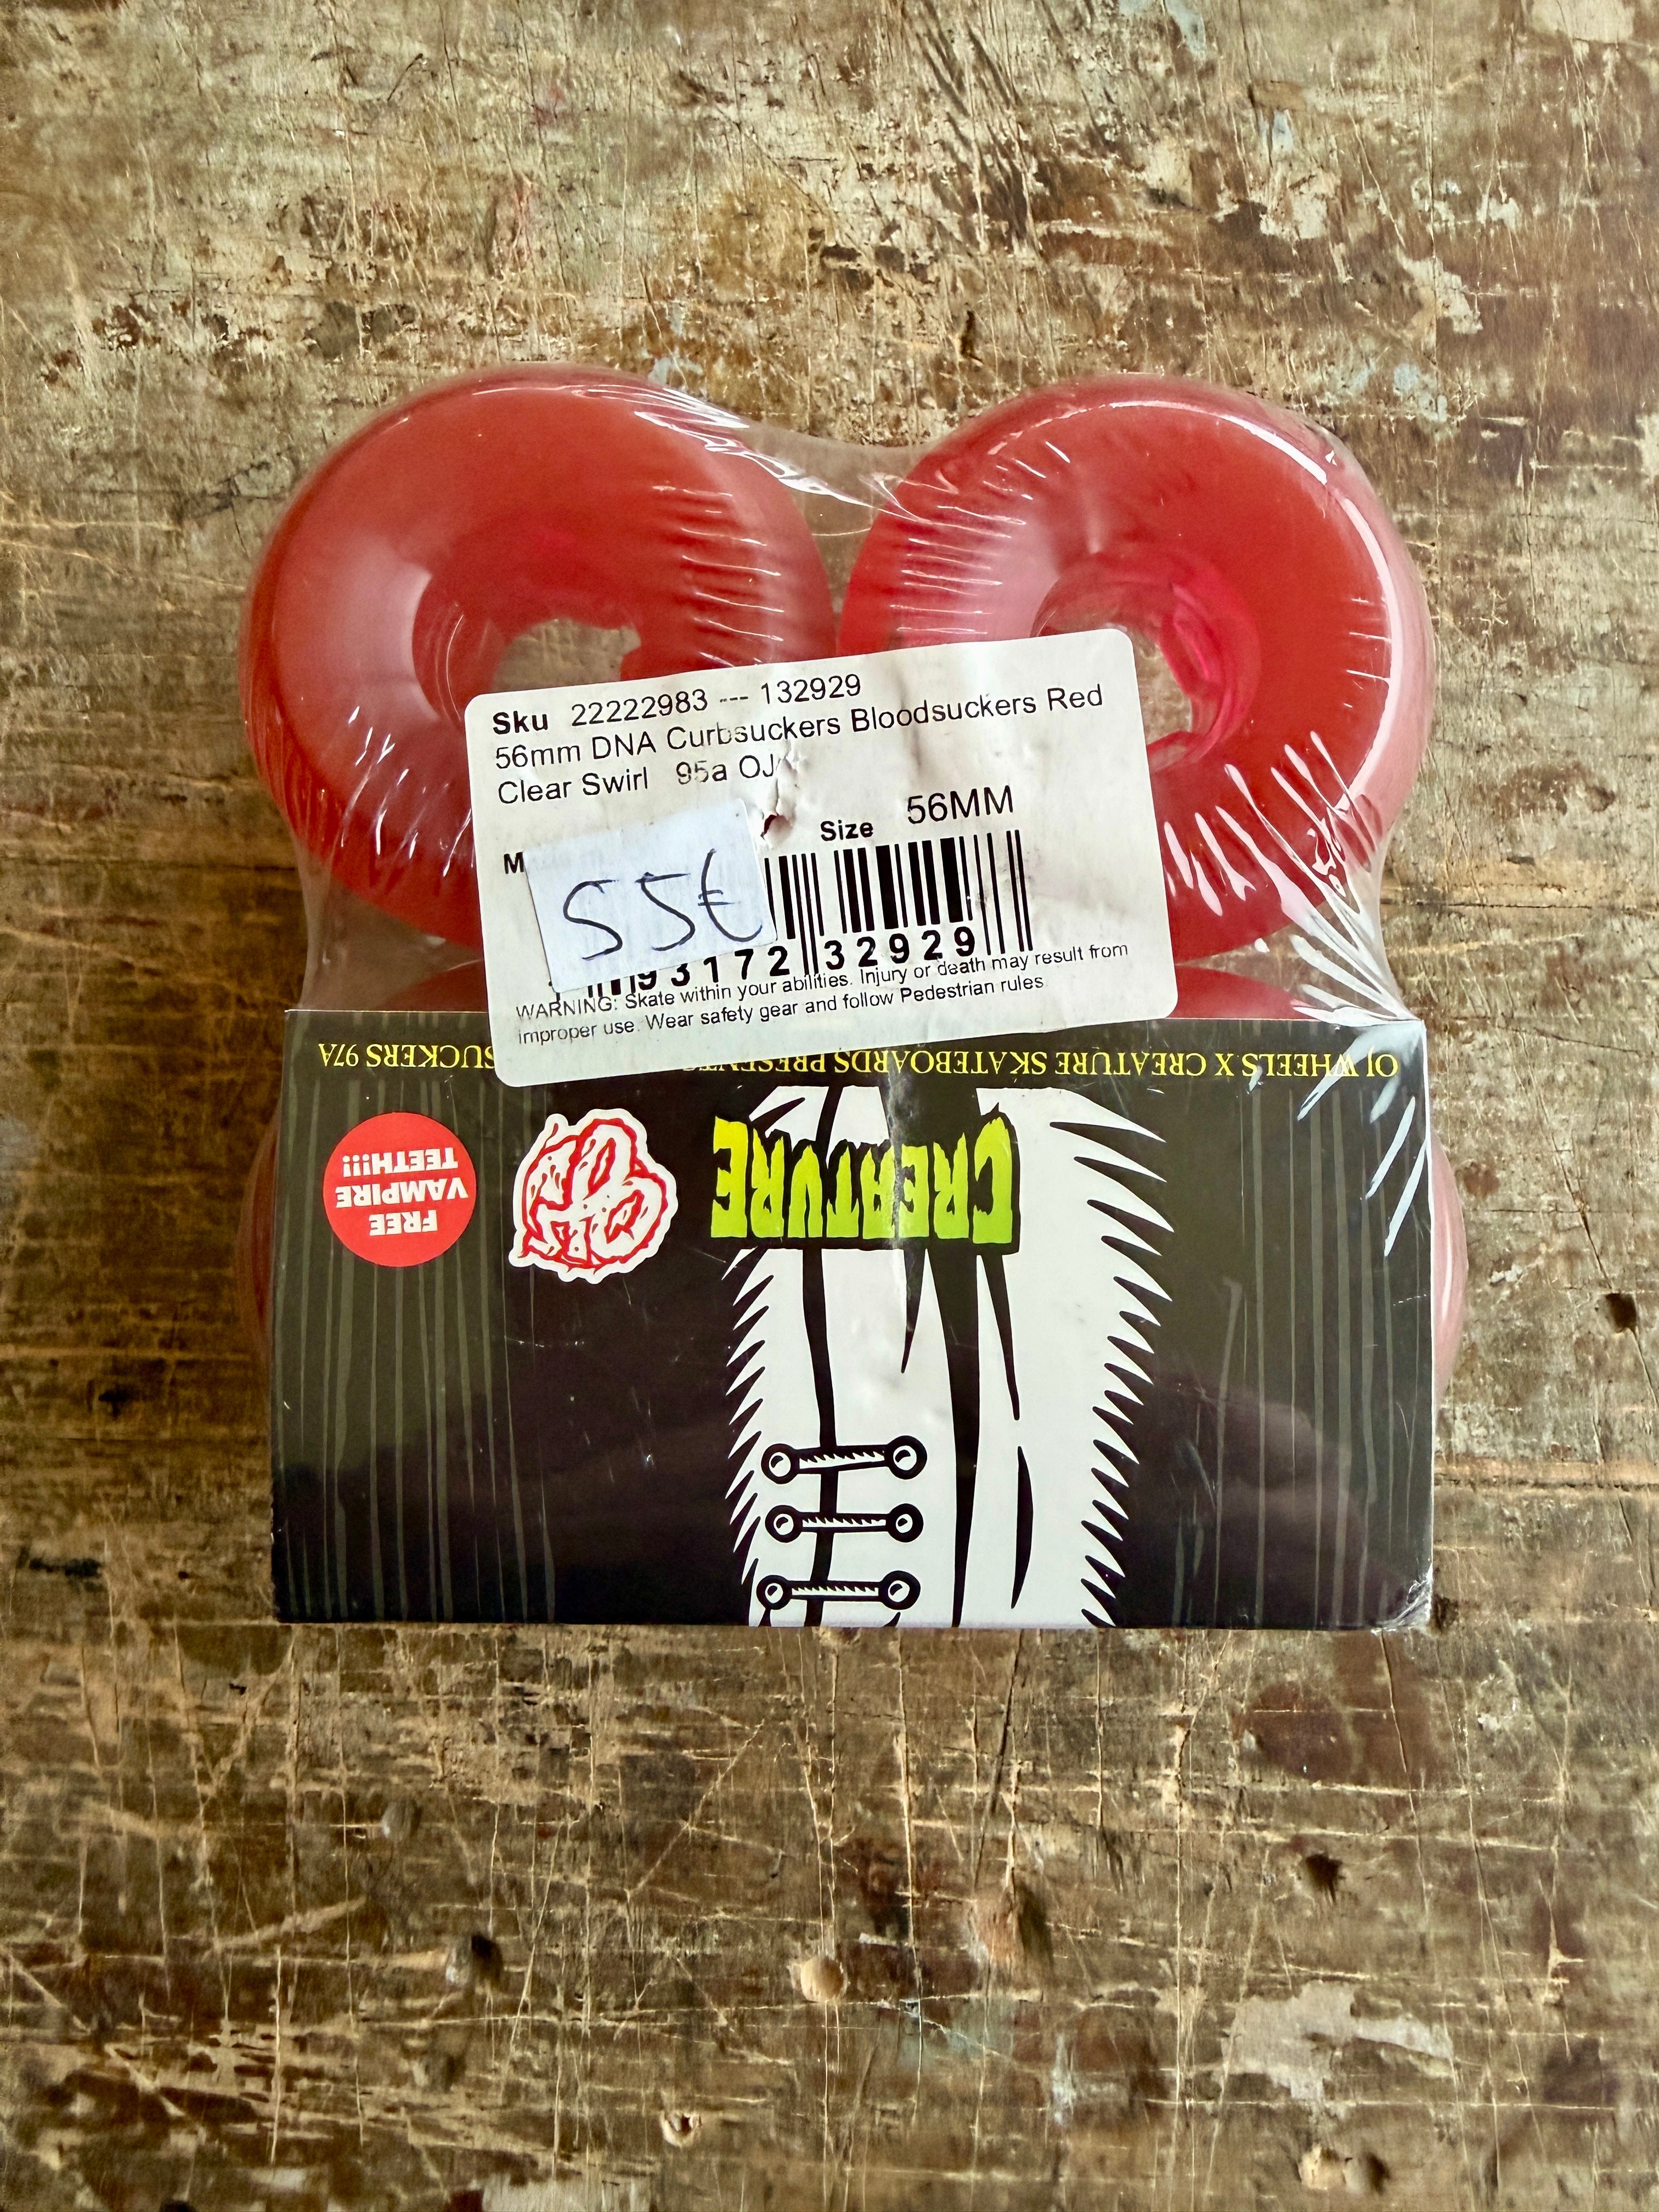 Sku 22222983 --- 132929
56mm DNA Curbsuckers Bloodsuckers Red
Clear Swirl 95a OJ
Size 56MM
M
55€
93172 32929
WARNING: Skate within your abilities. Injury or death may result from
improper use. Wear safety gear and follow Pedestrian rules
OJ WHEELS X CREATURE SKATEBOARDS PRESENTS SUCKERS 97A
CREATURE
FREE
VAMPIRE
TEETH!!!